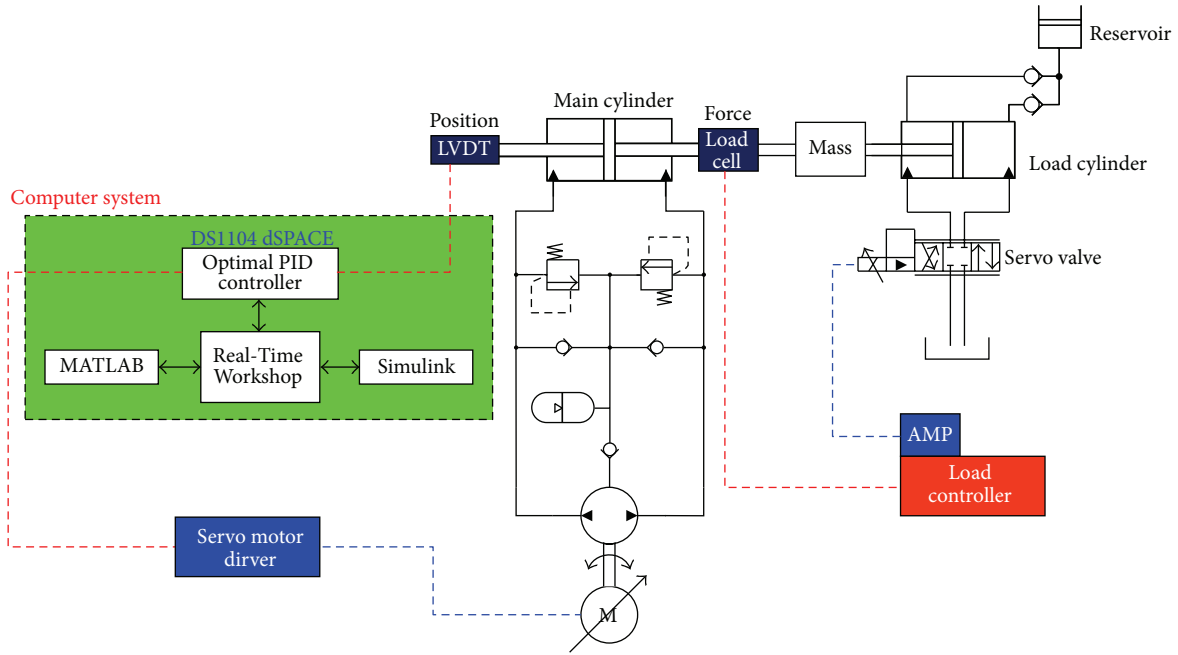 Reservoir
Main cylinder
Position
Force
LVDT
Load
cell
Mass
Load cylinder
Computer system
DS1104 dSPACE
Optimal PID
controller
Servo valve
MATLAB
Real-Time
Workshop
Simulink
AMP
Load
controller
Servo motor
dirver
M